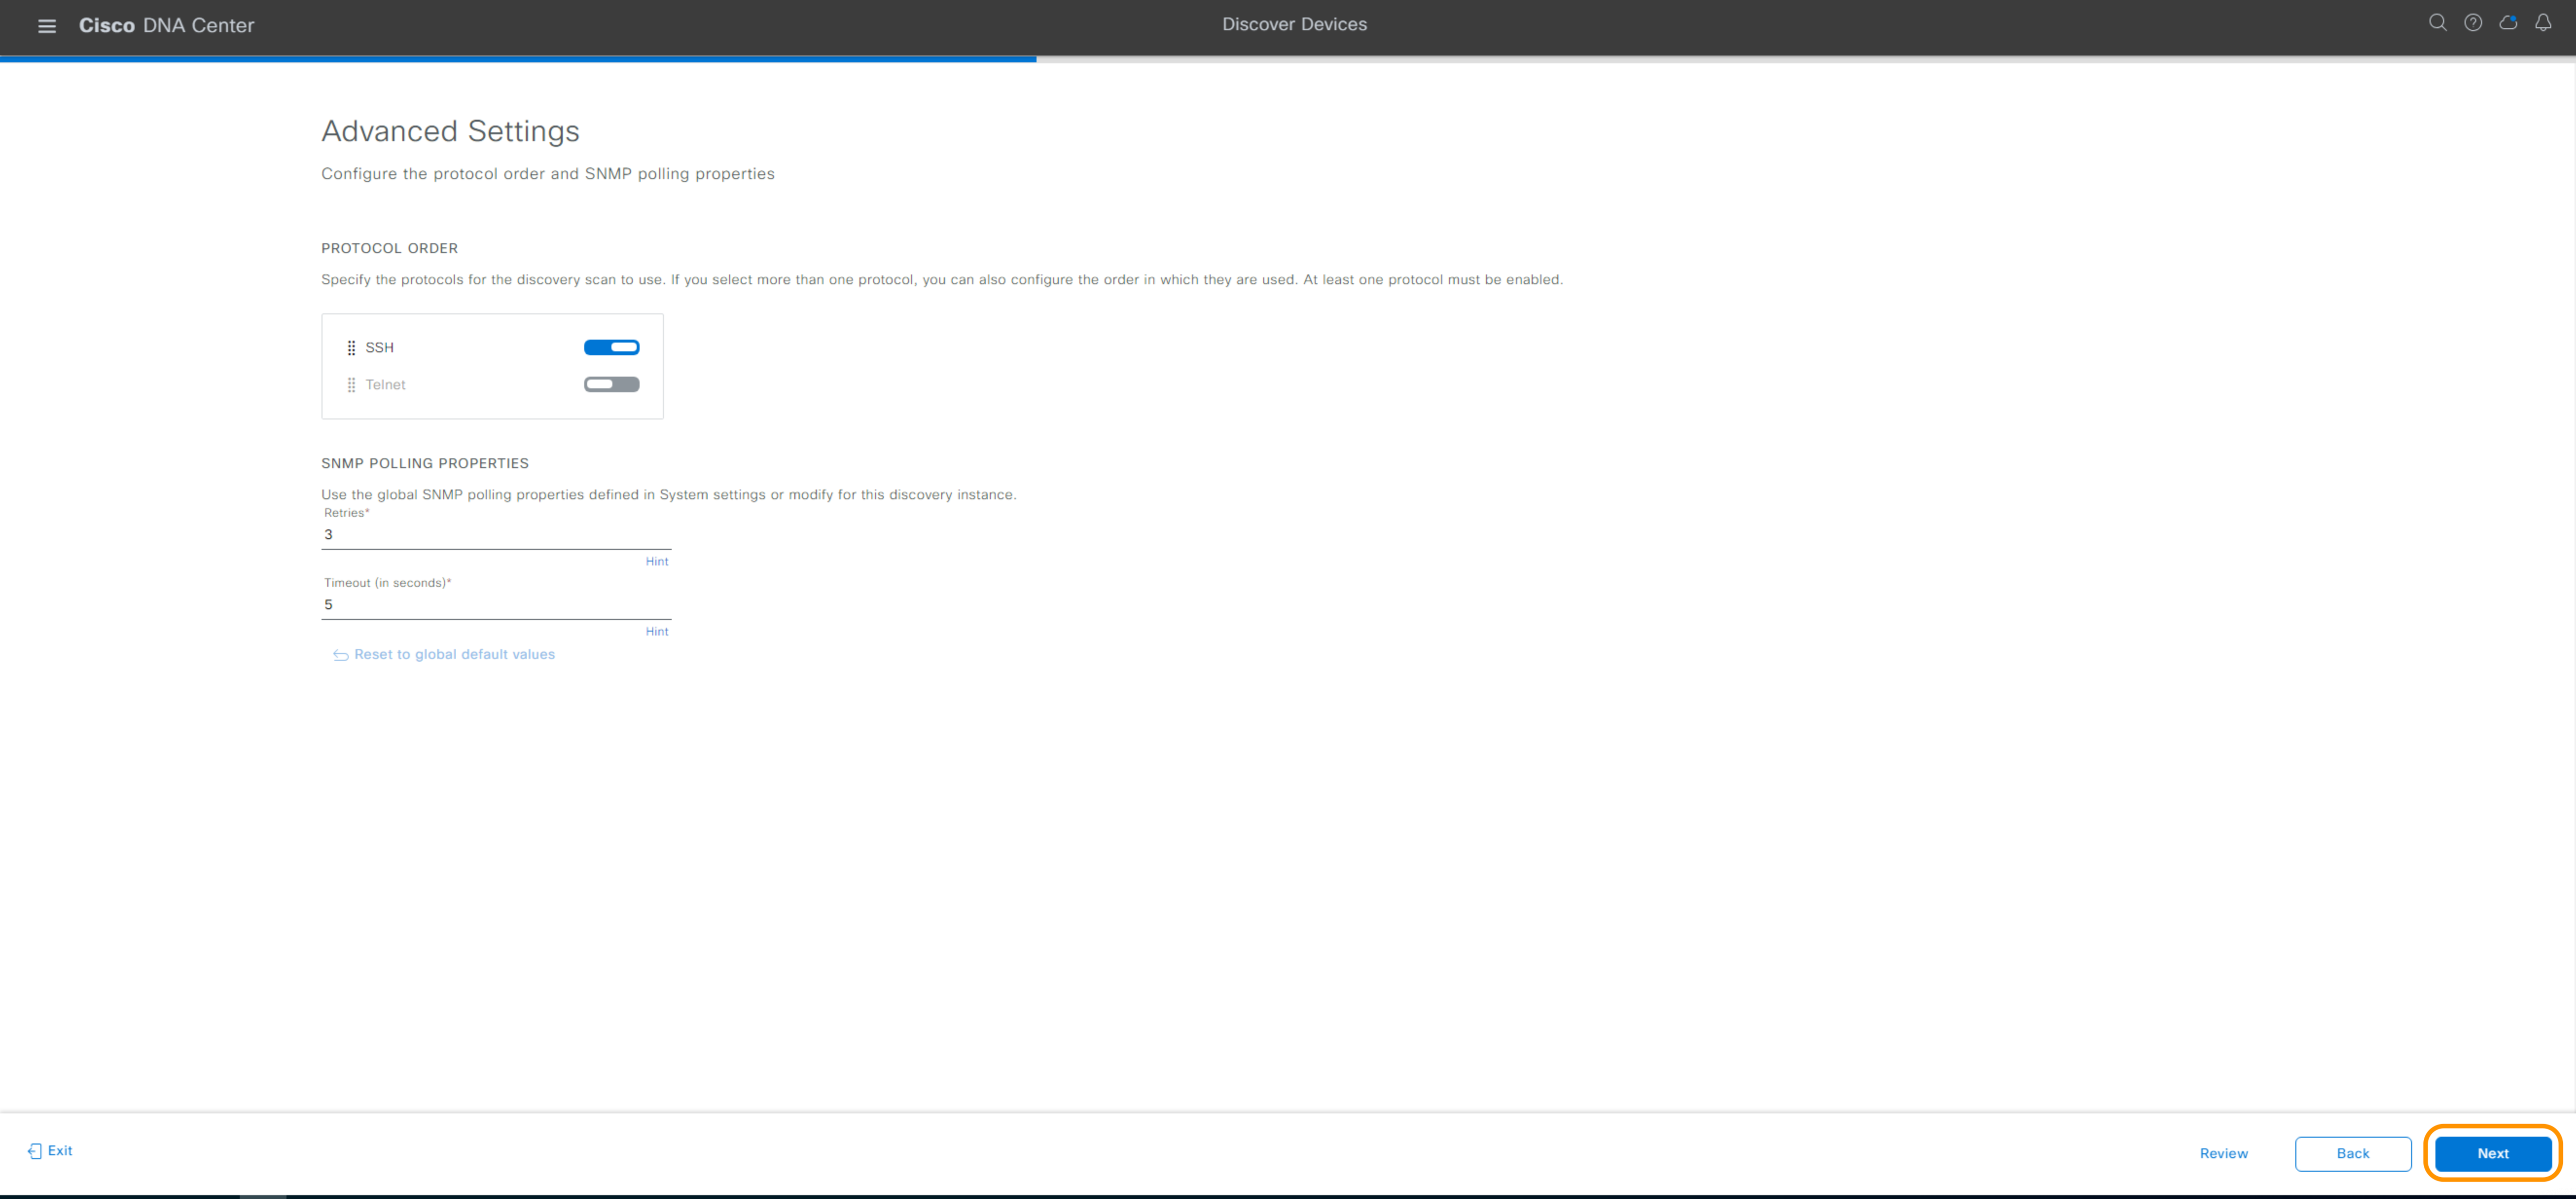 Cisco DNA Center
Discover Devices
Advanced Settings
Configure the protocol order and SNMP polling properties
PROTOCOL ORDER
Specify the protocols for the discovery scan to use. If you select more than one protocol, you can also configure the order in which they are used. At least one protocol must be enabled.
SSH
Telnet
SNMP POLLING PROPERTIES
Use the global SNMP polling properties defined in System settings or modify for this discovery instance.
Retries*
3
Hint
Timeout (in seconds)*
5
Hint
Reset to global default values
Exit
Review
Back
Next